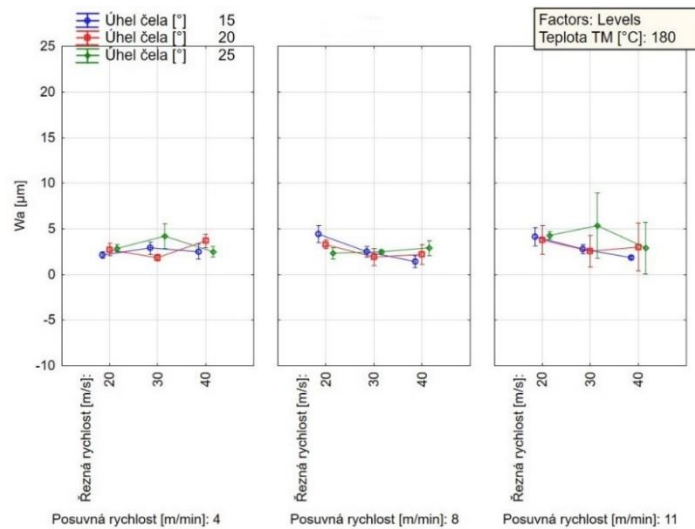 Úhel čela [°] 15
Úhel čela [°] 20
Úhel čela [°] 25
Factors: Levels
Teplota TM [°C]: 180
Wa [µm]
25
20
15
10
5
0
-5
-10
Řezná rychlost [m/s]:
20
30
40
Řezná rychlost [m/s]:
20
30
40
Řezná rychlost [m/s]:
20
30
40
Posuvná rychlost [m/min]: 4
Posuvná rychlost [m/min]: 8
Posuvná rychlost [m/min]: 11